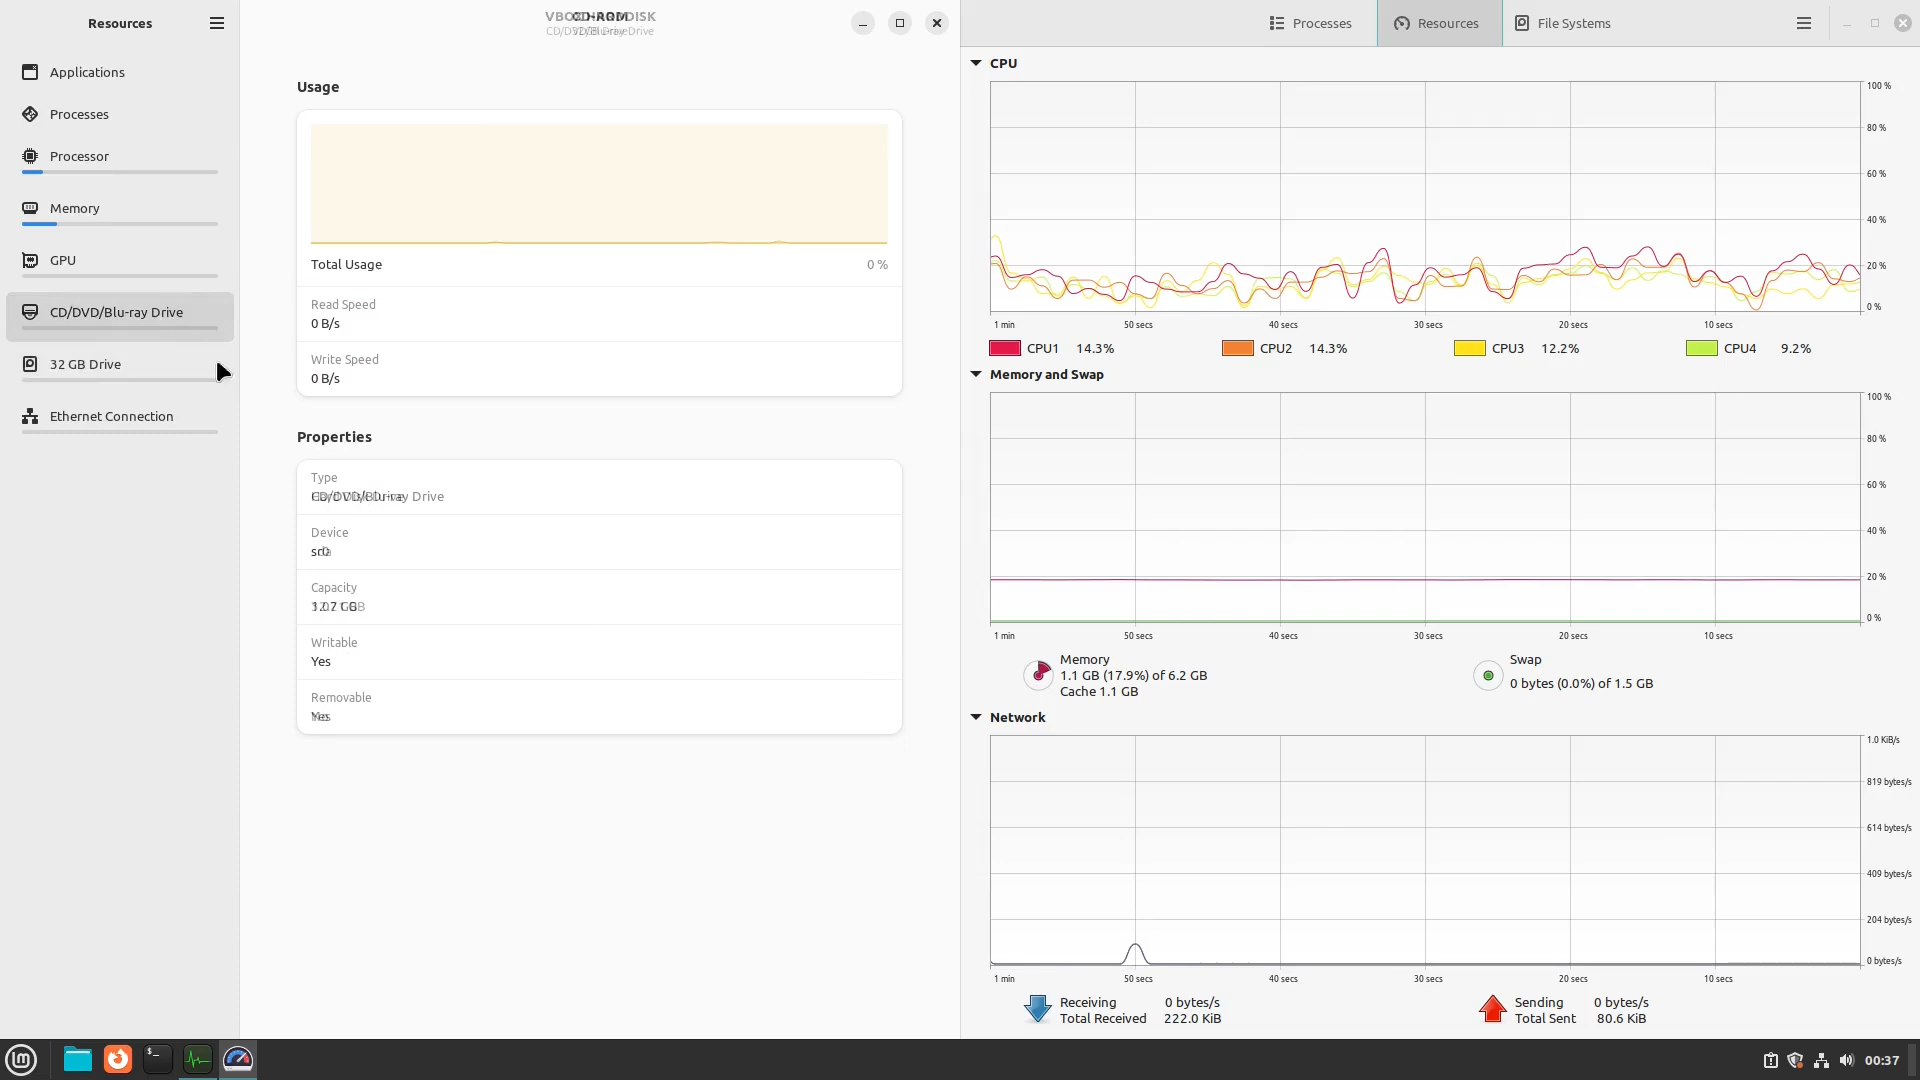 Resources
Applications
Processes
Processor
Memory
GPU
CD/DVD/Blu-ray Drive
32 GB Drive
Ethernet Connection
Usage
Total Usage
0 %
Read Speed
0 B/s
Write Speed
0 B/s
Properties
Type
Device
Capacity
Writable
Yes
Removable
Processes
Resources
File Systems
CPU
100 %
80 %
60 %
40 %
20 %
0 %
1 min
50 secs
40 secs
30 secs
20 secs
10 secs
CPU1 14.3%
CPU2 14.3%
CPU3 12.2%
CPU4 9.2%
Memory and Swap
100 %
80 %
60 %
40 %
20 %
0 %
1 min
50 secs
40 secs
30 secs
20 secs
10 secs
Memory
1.1 GB (17.9%) of 6.2 GB
Cache 1.1 GB
Swap
0 bytes (0.0%) of 1.5 GB
Network
1.0 KiB/s
819 bytes/s
614 bytes/s
409 bytes/s
204 bytes/s
0 bytes/s
1 min
50 secs
40 secs
30 secs
20 secs
10 secs
Receiving 0 bytes/s
Total Received 222.0 KiB
Sending 0 bytes/s
Total Sent 80.6 KiB
00:37